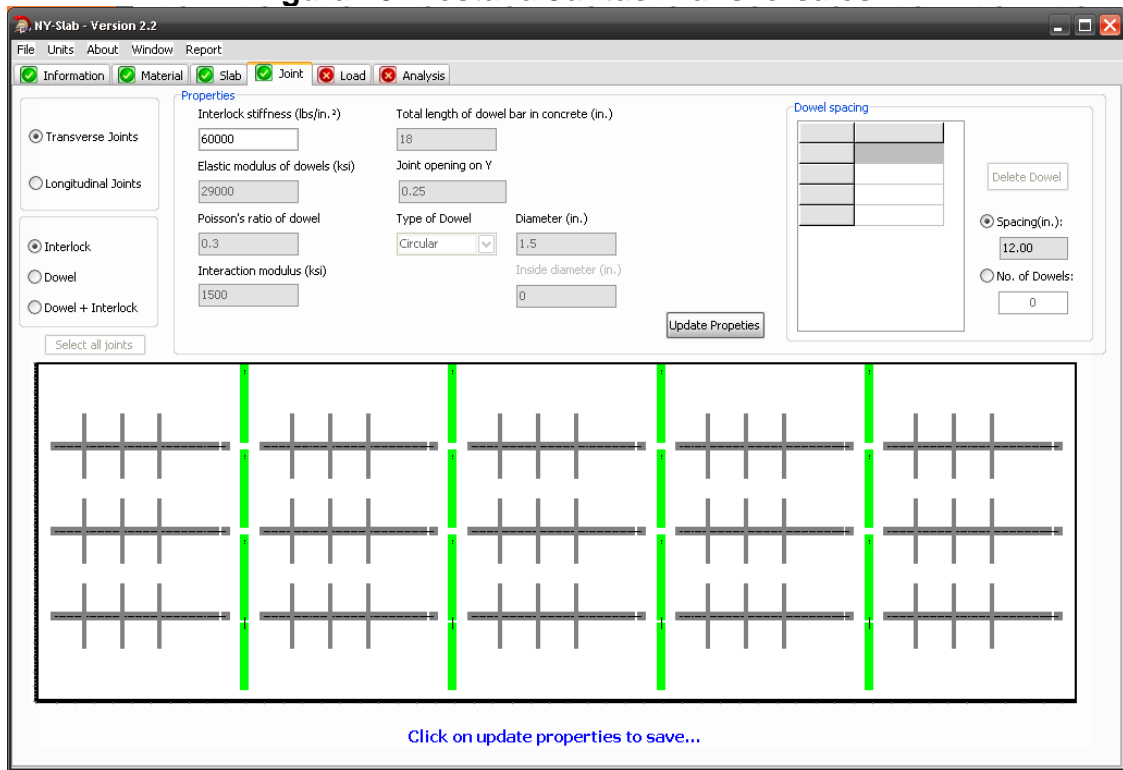 NY-Slab - Version 2.2
File Units About Window Report
Information Material Slab Joint Load Analysis
Transverse Joints
Longitudinal Joints
Interlock
Dowel
Dowel + Interlock
Select all joints
Properties
Interlock stiffness (lbs/in.²)
60000
Elastic modulus of dowels (ksi)
29000
Poisson's ratio of dowel
0.3
Interaction modulus (ksi)
1500
Total length of dowel bar in concrete (in.)
18
Joint opening on Y
0.25
Type of Dowel
Circular
Diameter (in.)
1.5
Inside diameter (in.)
0
Update Propeties
Dowel spacing
Delete Dowel
Spacing(in.):
12.00
No. of Dowels:
0
Click on update properties to save...